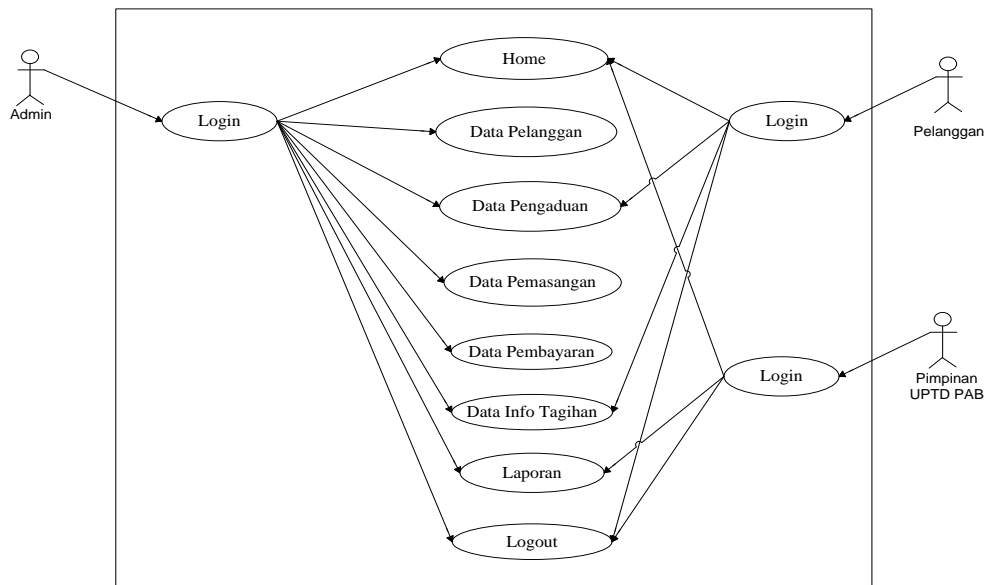 Home
Admin
Login
Data Pelanggan
Login
Pelanggan
Data Pengaduan
Data Pemasangan
Data Pembayaran
Login
Pimpinan
UPTD PAB
Data Info Tagihan
Laporan
Logout